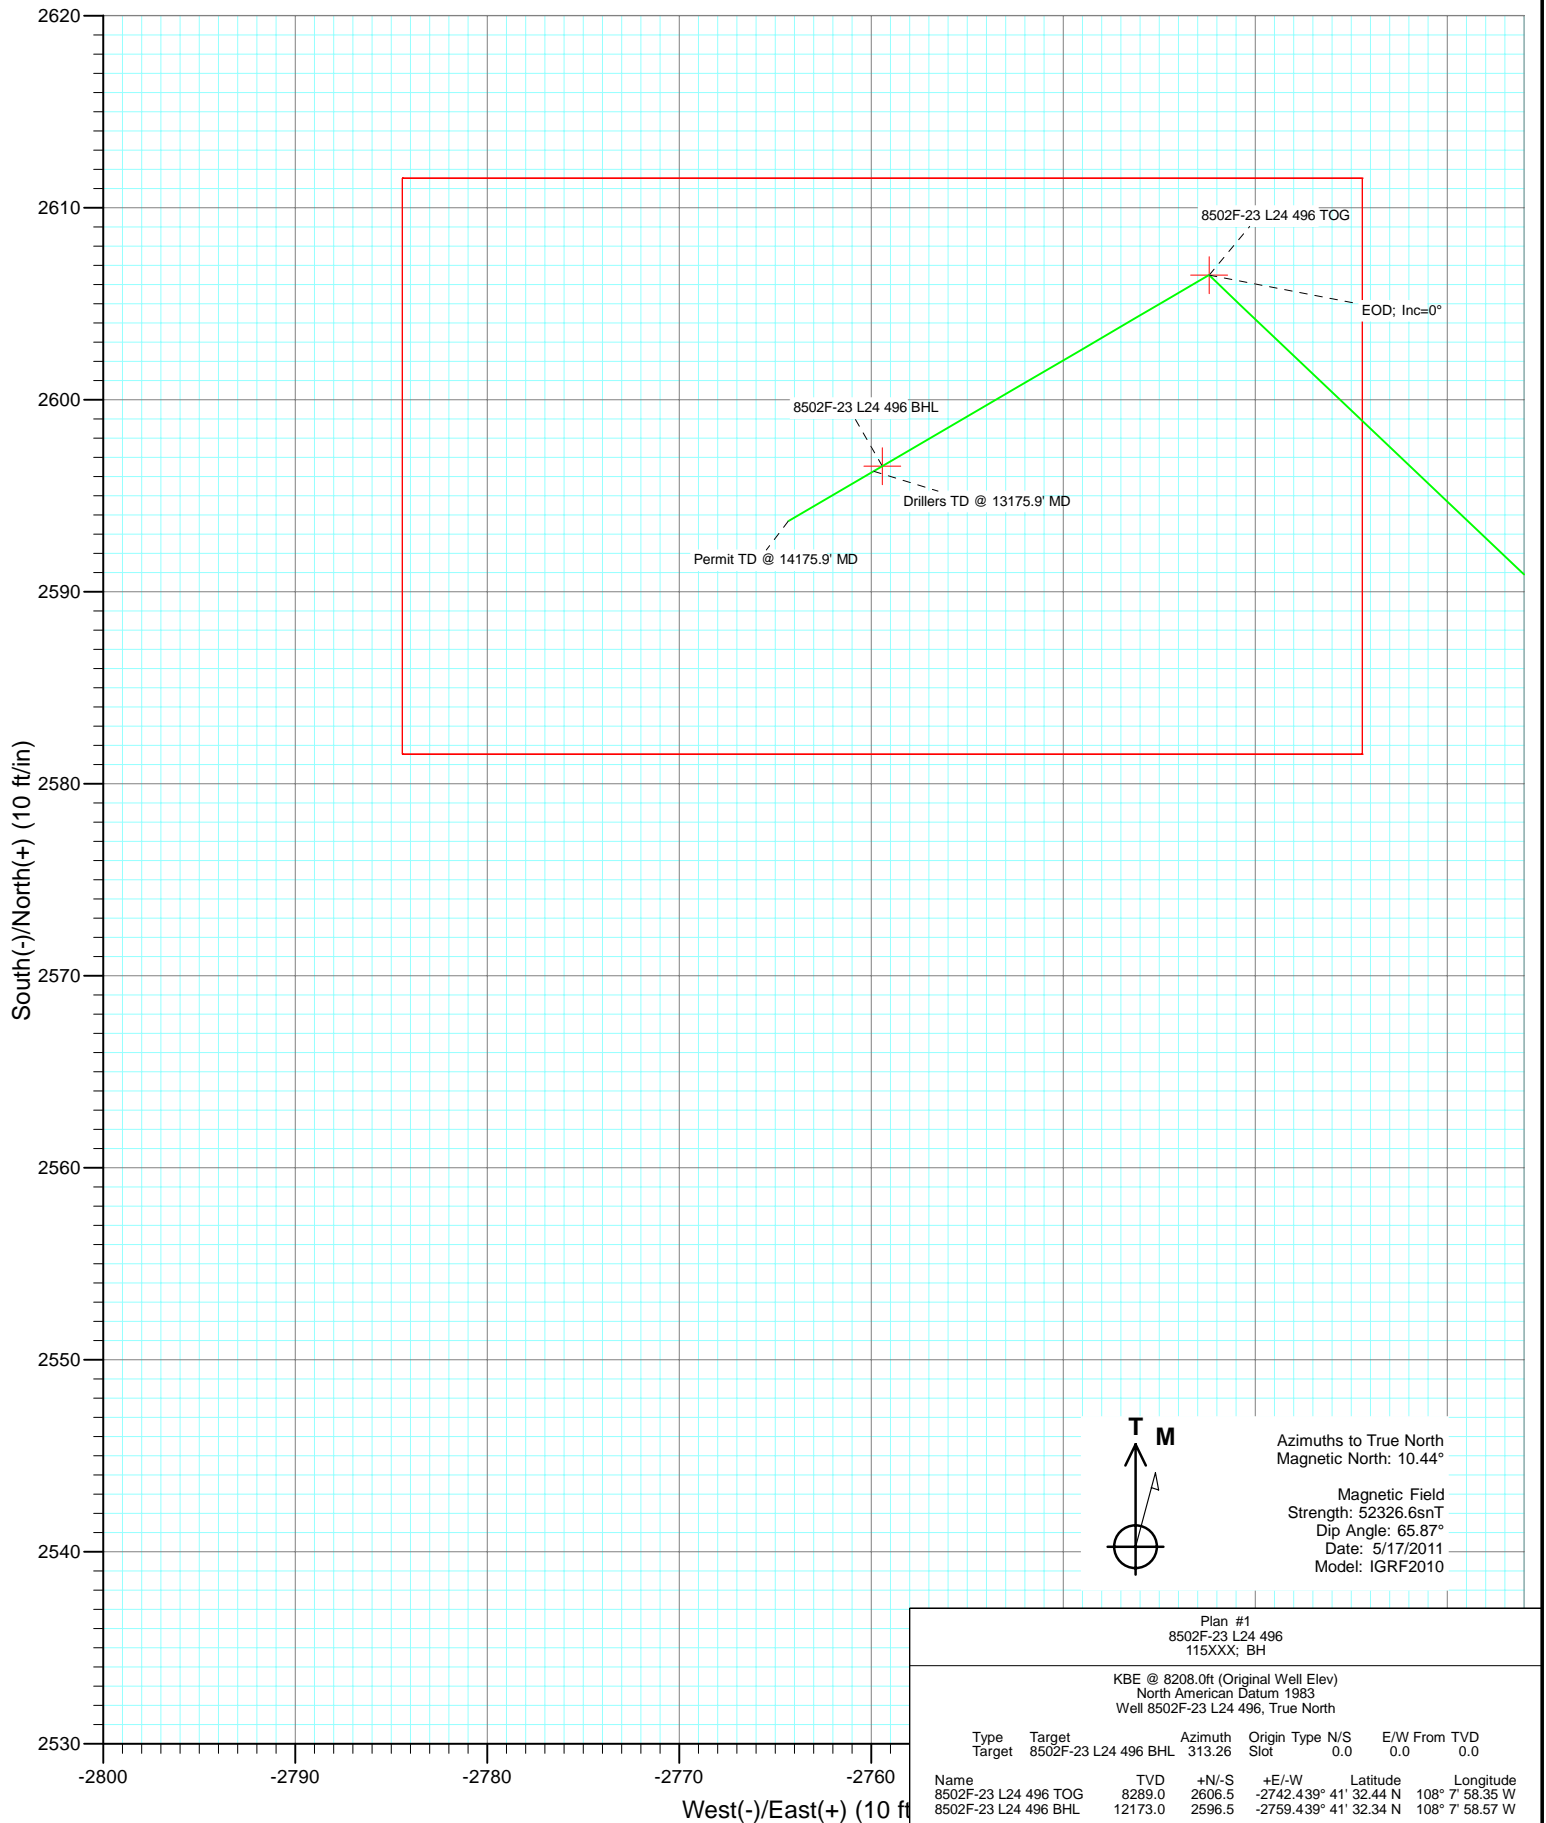 2620
2610
2600
2590
2580
2570
2560
2550
2540
2530
South(-)/North(+) (10 ft/in)
8502F-23 L24 496 TOG
EOD; Inc=0°
8502F-23 L24 496 BHL
Drillers TD @ 13175.9' MD
Permit TD @ 14175.9' MD
T M
Azimuths to True North
Magnetic North: 10.44°
Magnetic Field
Strength: 52326.6snT
Dip Angle: 65.87°
Date: 5/17/2011
Model: IGRF2010
-2800 -2790 -2780 -2770 -2760
West(-)/East(+) (10 ft
Plan #1
8502F-23 L24 496
115XXX; BH
KBE @ 8208.0ft (Original Well Elev)
North American Datum 1983
Well 8502F-23 L24 496, True North
Type Target Azimuth Origin Type N/S E/W From TVD
Target 8502F-23 L24 496 BHL 313.26 Slot 0.0 0.0 0.0
Name TVD +N/-S +E/-W Latitude Longitude
8502F-23 L24 496 TOG 8289.0 2606.5 -2742.439° 41' 32.44 N 108° 7' 58.35 W
8502F-23 L24 496 BHL 12173.0 2596.5 -2759.439° 41' 32.34 N 108° 7' 58.57 W